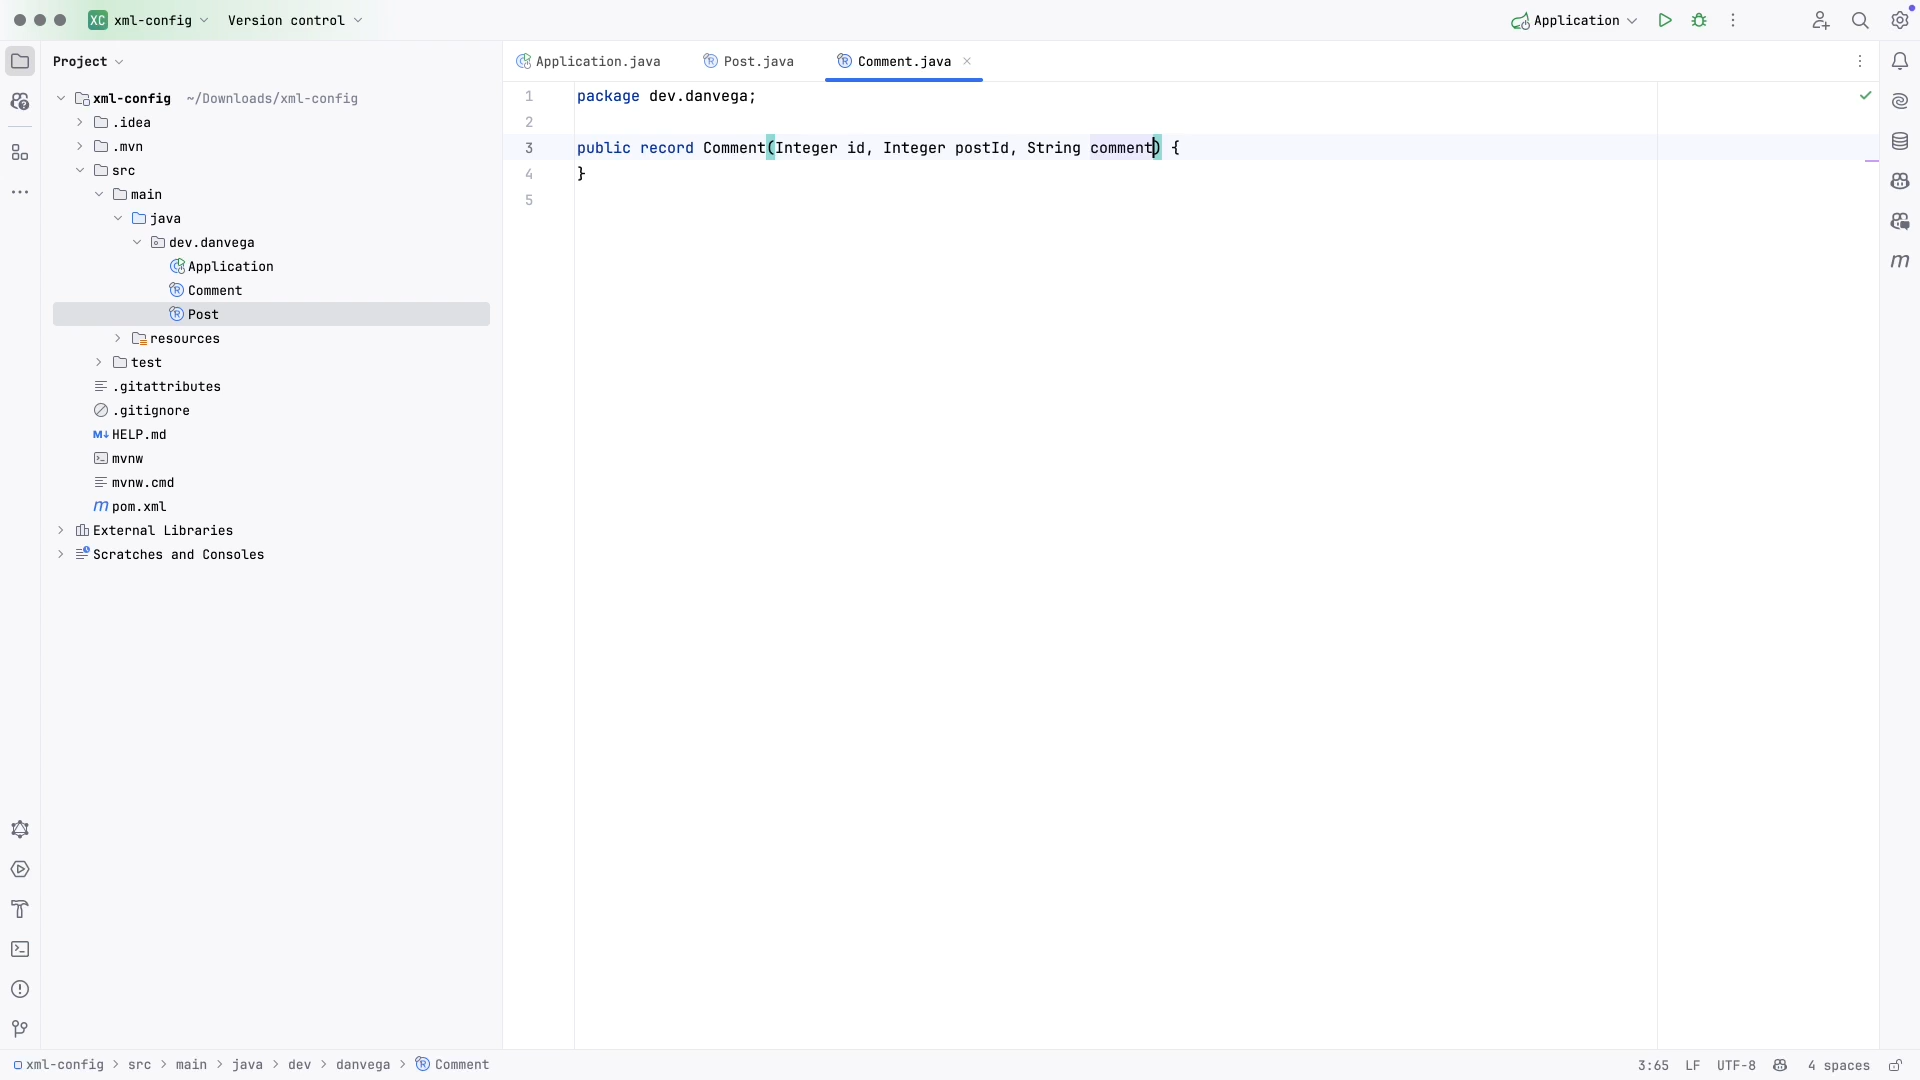 XC xml-config Version control Application
Project
Application.java Post.java Comment.java
xml-config ~/Downloads/xml-config
.idea
.mvn
src
main
java
dev.danvega
Application
Comment
Post
resources
test
.gitattributes
.gitignore
M↓ HELP.md
mvnw
mvnw.cmd
m pom.xml
External Libraries
Scratches and Consoles
1 package dev.danvega;
2
3 public record Comment(Integer id, Integer postId, String comment) {
4 }
5
m
xml-config > src > main > java > dev > danvega > Comment 3:65 LF UTF-8 4 spaces